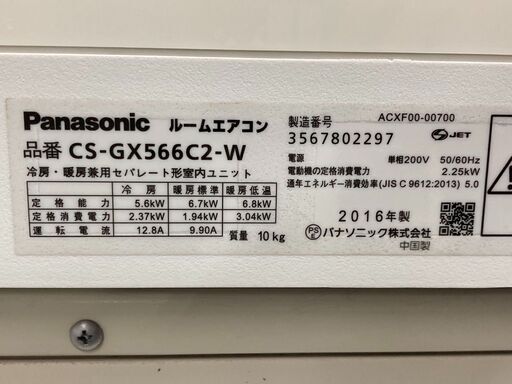 Panasonic ルームエアコン
品番 CS-GX566C2-W
冷房・暖房兼用セパレート形室内ユニット
冷房 暖房標準 暖房低温
定格能力 5.6kW 6.7kW 6.8kW
定格消費電力 2.37kW 1.94kW 3.04kW
運転電流 12.8A 9.90A
質量 10kg
ACXF00-00700
製造番号
3567802297
JET
電源 単相200V 50/60Hz
電動機の定格消費電力 2.25kW
通年エネルギー消費効率(JIS C 9612:2013) 5.0
2016年製
PSE パナソニック株式会社
中国製